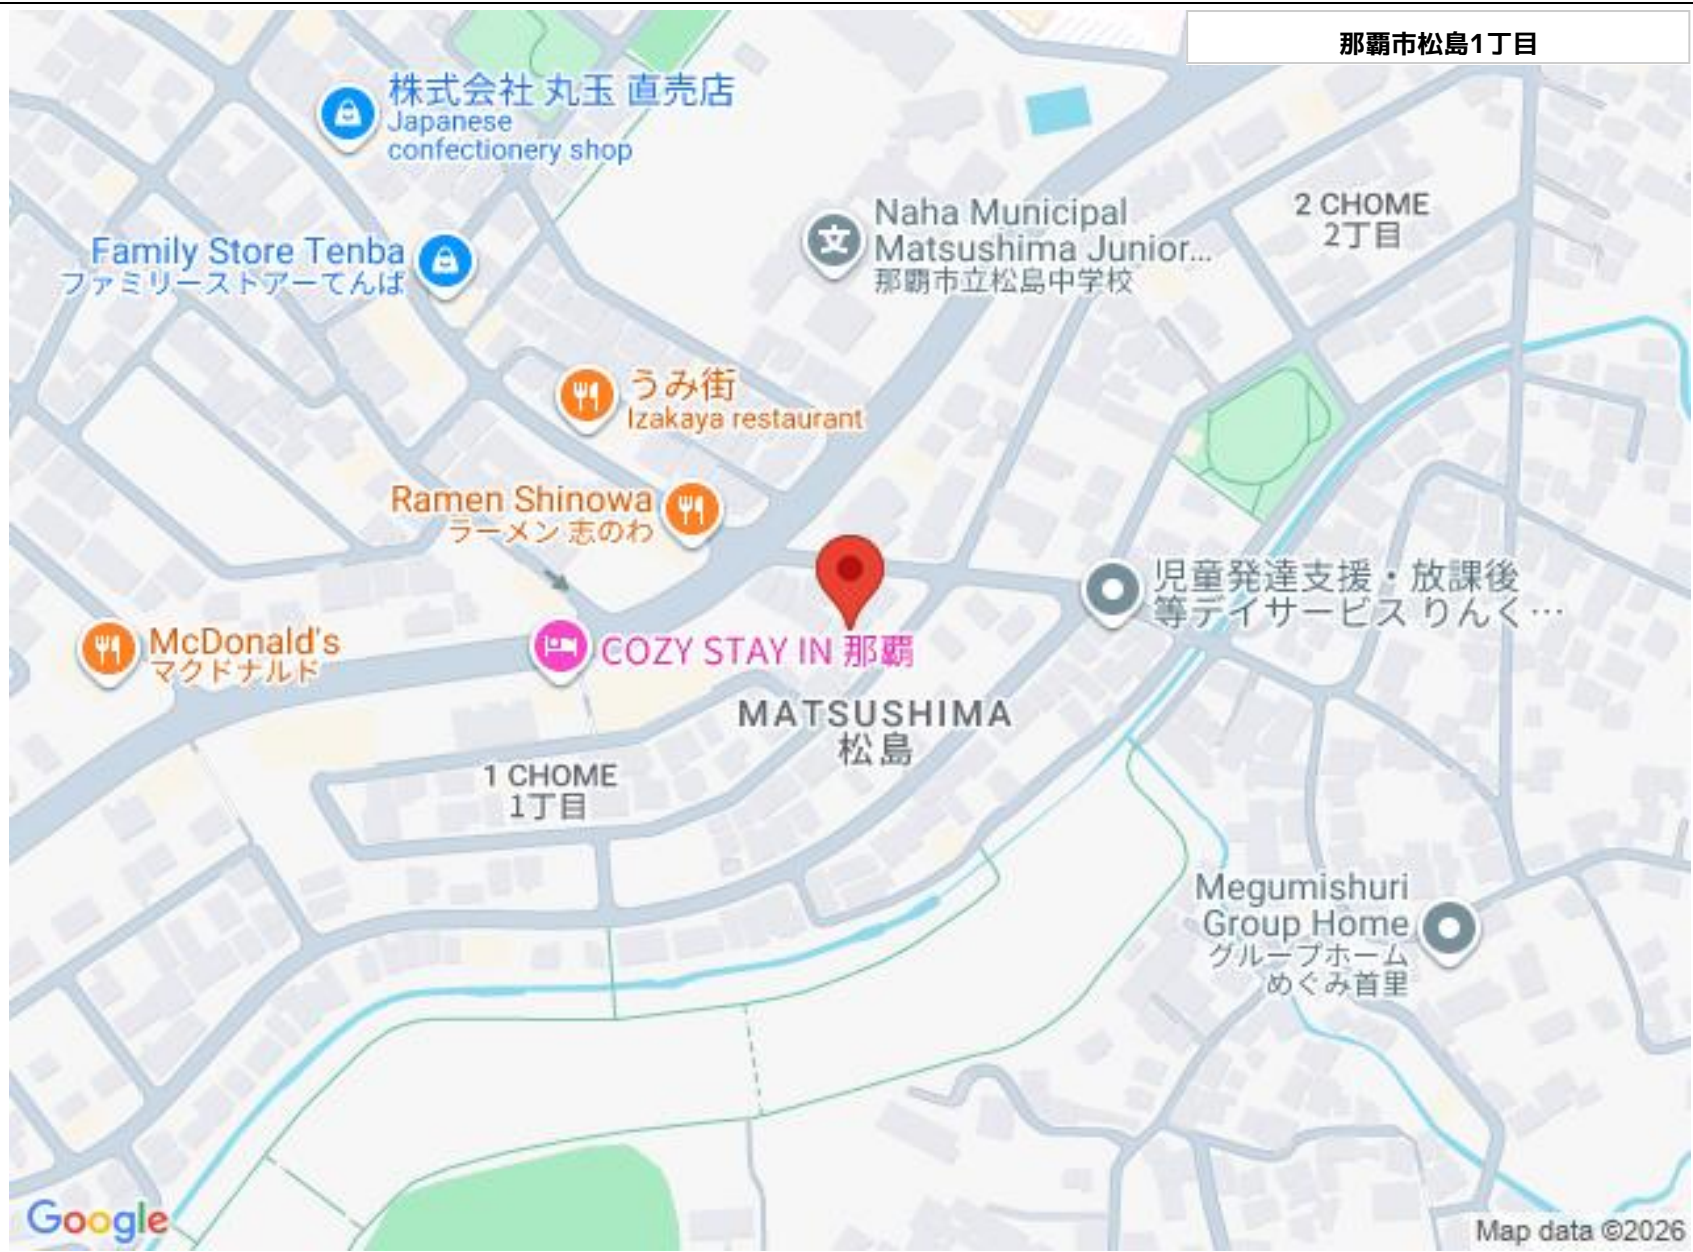 那覇市松島1丁目
株式会社 丸玉 直売店
Japanese
confectionery shop
Naha Municipal
Matsushima Junior...
那覇市立松島中学校
2 CHOME
2丁目
Family Store Tenba
ファミリーストアーてんば
うみ街
Izakaya restaurant
Ramen Shinowa
ラーメン 志のわ
児童発達支援・放課後
等デイサービス りんく…
McDonald's
マクドナルド
COZY STAY IN 那覇
MATSUSHIMA
松島
1 CHOME
1丁目
Megumishuri
Group Home
グループホーム
めぐみ首里
Google
Map data ©2026